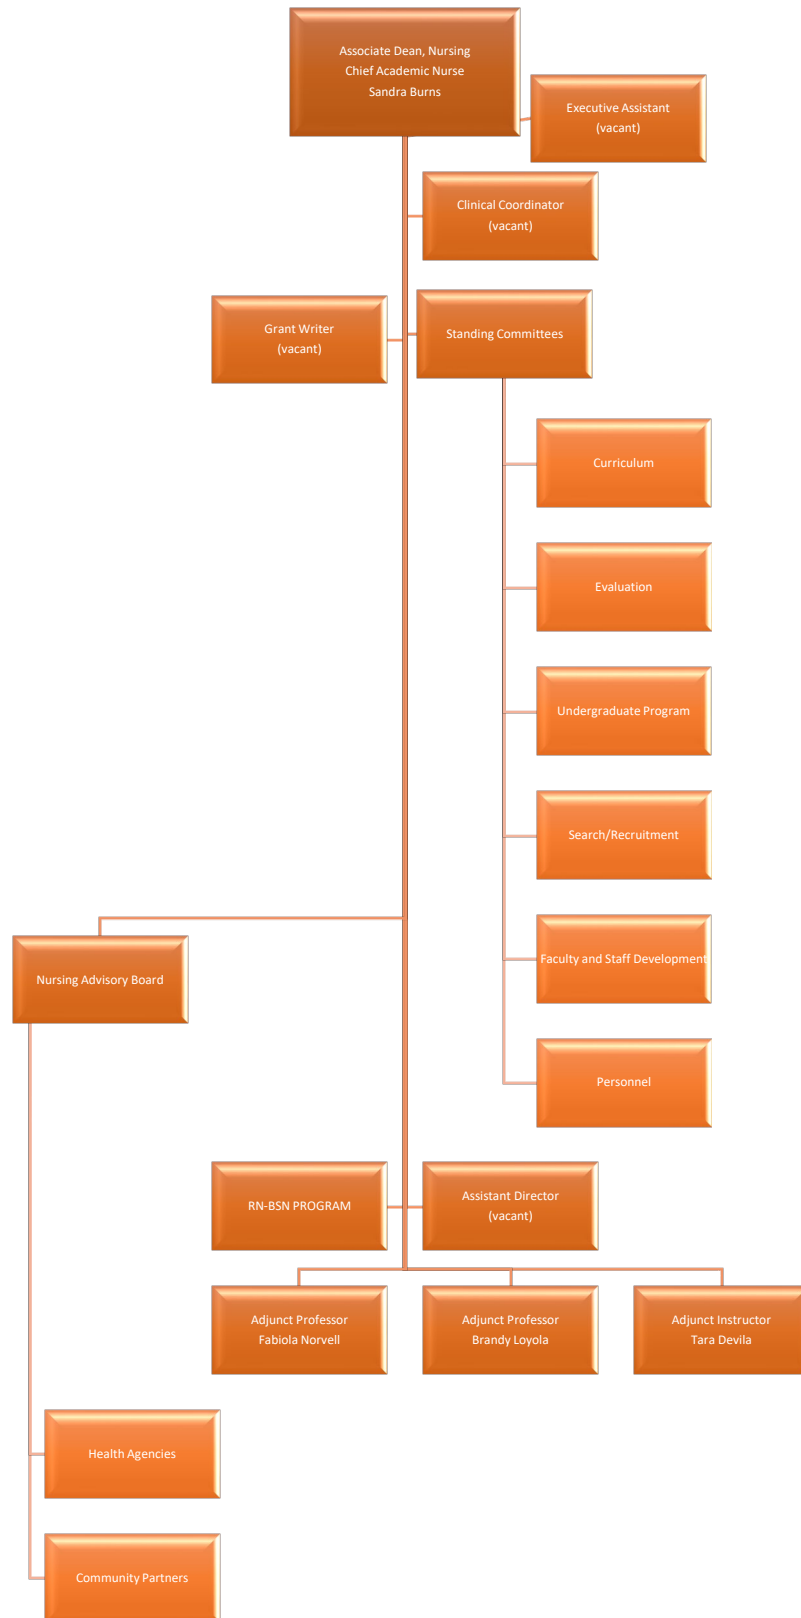 Associate Dean, Nursing
Chief Academic Nurse
Sandra Burns
Executive Assistant
(vacant)
Clinical Coordinator
(vacant)
Grant Writer
(vacant)
Standing Committees
Curriculum
Evaluation
Undergraduate Program
Search/Recruitment
Faculty and Staff Development
Nursing Advisory Board
Personnel
RN-BSN PROGRAM
Assistant Director
(vacant)
Adjunct Professor
Fabiola Norvell
Adjunct Professor
Brandy Loyola
Adjunct Instructor
Tara Devila
Health Agencies
Community Partners